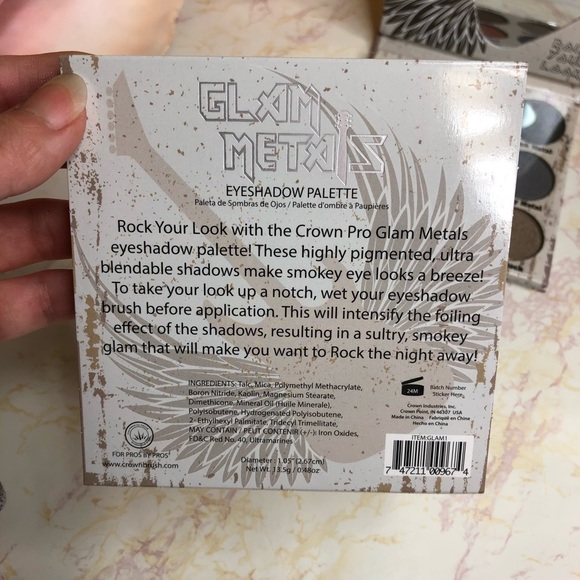 GLAM
METALS
EYESHADOW PALETTE
Paleta de Sombras de Ojos / Palette d'ombre à Paupières
Rock Your Look with the Crown Pro Glam Metals
eyeshadow palette! These highly pigmented, ultra
blendable shadows make smokey eye looks a breeze!
To take your look up a notch, wet your eyeshadow
brush before application. This will intensify the foiling
effect of the shadows, resulting in a sultry, smokey
glam that will make you want to Rock the night away!
INGREDIENTS: Talc, Mica, Polymethyl Methacrylate,
Boron Nitride, Kaolin, Magnesium Stearate,
Dimethicone, Mineral Oil (Huile Minerale),
Polyisobutene, Hydrogenated Polyisobutene,
2-Ethylhexyl Palmitate, Tridecyl Trimellitate,
MAY CONTAIN / PEUT CONTENIR (+/-): Iron Oxides,
FD&C Red No. 40, Ultramarines
Diameter: 1.05" (2.67cm)
Net Wt. 13.5g / 0.48oz
24M
Batch Number
Sticker Here
Crown Industries, Inc.
Crown Point, IN 46307 USA
Made in China / Fabriqué en Chine
Hecho en China
ITEM:GLAM1
7 47211 00967 4
FOR PROS BY PROS
www.crownbrush.com